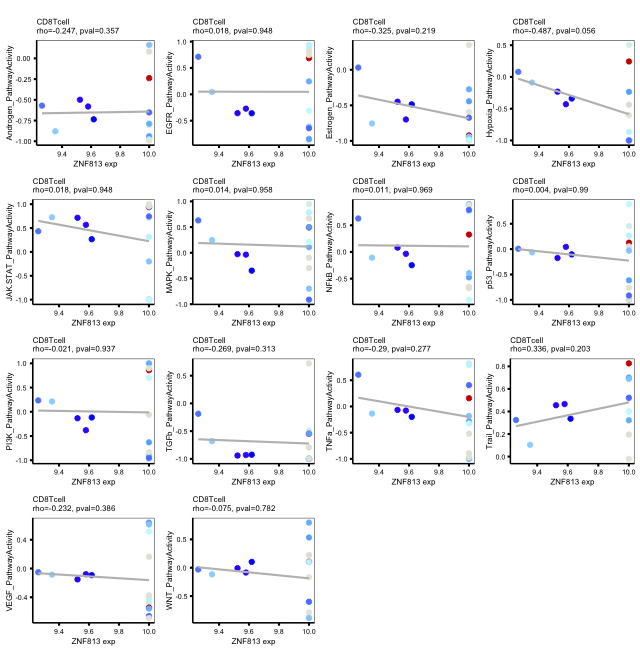 CD8Tcell
rho=-0.247, pval=0.357
Androgen_PathwayActivity
0.00
-0.25
-0.50
-0.75
-1.00
9.4 9.6 9.8 10.0
ZNF813 exp
CD8Tcell
rho=0.018, pval=0.948
EGFR_PathwayActivity
1.0
0.5
0.0
-0.5
9.4 9.6 9.8 10.0
ZNF813 exp
CD8Tcell
rho=-0.325, pval=0.219
Estrogen_PathwayActivity
0.0
-0.5
-1.0
9.4 9.6 9.8 10.0
ZNF813 exp
CD8Tcell
rho=-0.487, pval=0.056
Hypoxia_PathwayActivity
0.5
0.0
-0.5
-1.0
9.4 9.6 9.8 10.0
ZNF813 exp
CD8Tcell
rho=0.018, pval=0.948
JAK.STAT_PathwayActivity
1.0
0.5
0.0
-0.5
-1.0
9.4 9.6 9.8 10.0
ZNF813 exp
CD8Tcell
rho=0.014, pval=0.958
MAPK_PathwayActivity
1.0
0.5
0.0
-0.5
-1.0
9.4 9.6 9.8 10.0
ZNF813 exp
CD8Tcell
rho=0.011, pval=0.969
NFkB_PathwayActivity
0.5
0.0
-0.5
9.4 9.6 9.8 10.0
ZNF813 exp
CD8Tcell
rho=0.004, pval=0.99
p53_PathwayActivity
0.5
0.0
-0.5
-1.0
9.4 9.6 9.8 10.0
ZNF813 exp
CD8Tcell
rho=-0.021, pval=0.937
PI3K_PathwayActivity
1.0
0.5
0.0
-0.5
-1.0
9.4 9.6 9.8 10.0
ZNF813 exp
CD8Tcell
rho=-0.269, pval=0.313
TGFb_PathwayActivity
0.5
0.0
-0.5
-1.0
9.4 9.6 9.8 10.0
ZNF813 exp
CD8Tcell
rho=-0.29, pval=0.277
TNFa_PathwayActivity
0.5
0.0
-0.5
-1.0
9.4 9.6 9.8 10.0
ZNF813 exp
CD8Tcell
rho=0.336, pval=0.203
Trail_PathwayActivity
0.8
0.6
0.4
0.2
0.0
9.4 9.6 9.8 10.0
ZNF813 exp
CD8Tcell
rho=-0.232, pval=0.386
VEGF_PathwayActivity
0.4
0.0
-0.4
9.4 9.6 9.8 10.0
ZNF813 exp
CD8Tcell
rho=-0.075, pval=0.782
WNT_PathwayActivity
0.5
0.0
-0.5
9.4 9.6 9.8 10.0
ZNF813 exp